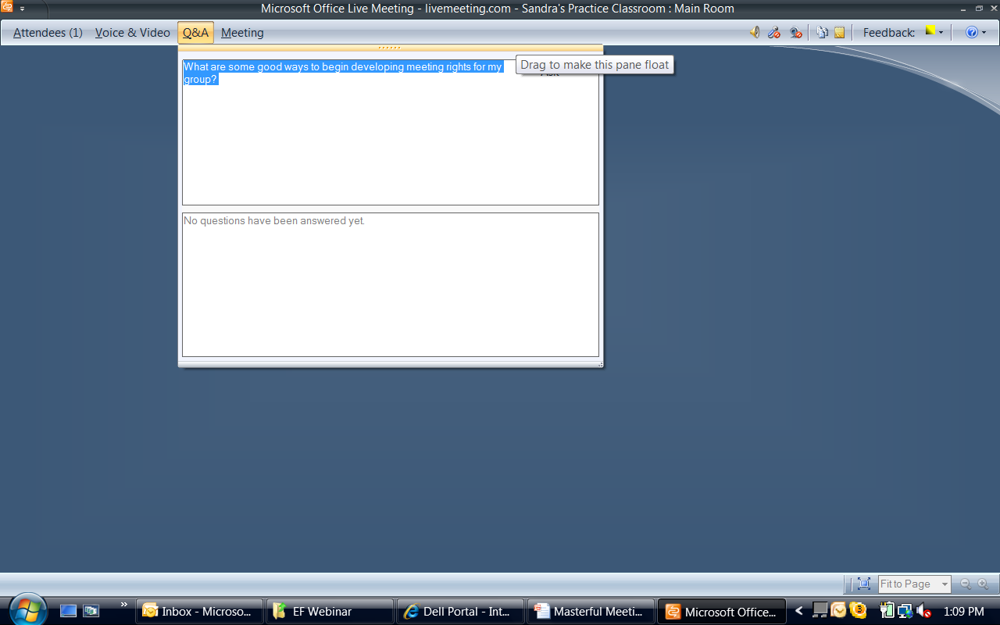 Microsoft Office Live Meeting - livemeeting.com - Sandra's Practice Classroom : Main Room
Attendees (1) Voice & Video Q&A Meeting Feedback:
Drag to make this pane float
What are some good ways to begin developing meeting rights for my
group?
No questions have been answered yet.
Fit to Page
Inbox - Microso... EF Webinar Dell Portal - Int... Masterful Meeti... Microsoft Office... 1:09 PM